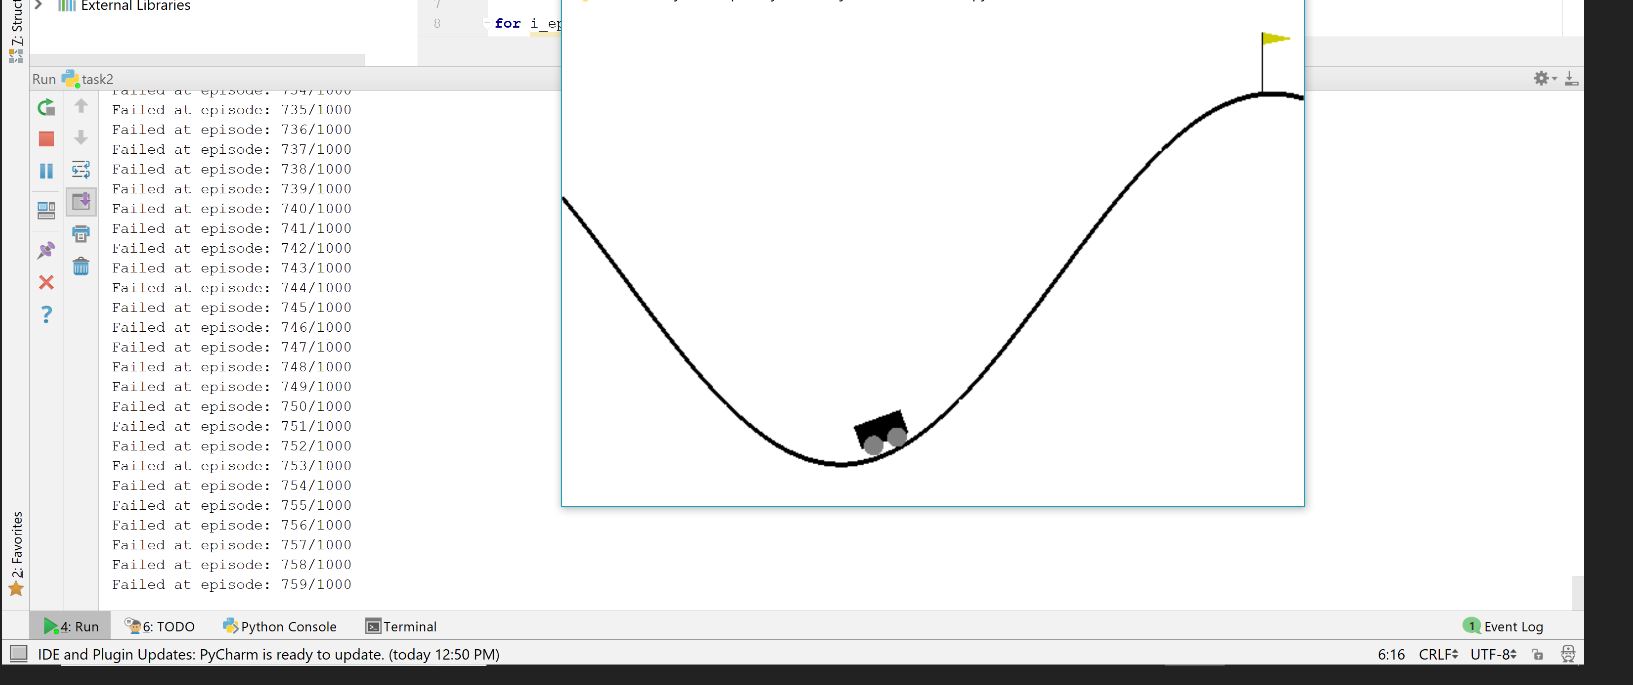 External Libraries
7
8 for i_ep
Z: Struct
Run task2
Failed at episode: 734/1000
Failed at episode: 735/1000
Failed at episode: 736/1000
Failed at episode: 737/1000
Failed at episode: 738/1000
Failed at episode: 739/1000
Failed at episode: 740/1000
Failed at episode: 741/1000
Failed at episode: 742/1000
Failed at episode: 743/1000
Failed at episode: 744/1000
Failed at episode: 745/1000
Failed at episode: 746/1000
Failed at episode: 747/1000
Failed at episode: 748/1000
Failed at episode: 749/1000
Failed at episode: 750/1000
Failed at episode: 751/1000
Failed at episode: 752/1000
Failed at episode: 753/1000
Failed at episode: 754/1000
Failed at episode: 755/1000
Failed at episode: 756/1000
Failed at episode: 757/1000
Failed at episode: 758/1000
Failed at episode: 759/1000
2: Favorites
4: Run 6: TODO Python Console Terminal 1 Event Log
IDE and Plugin Updates: PyCharm is ready to update. (today 12:50 PM) 6:16 CRLF UTF-8